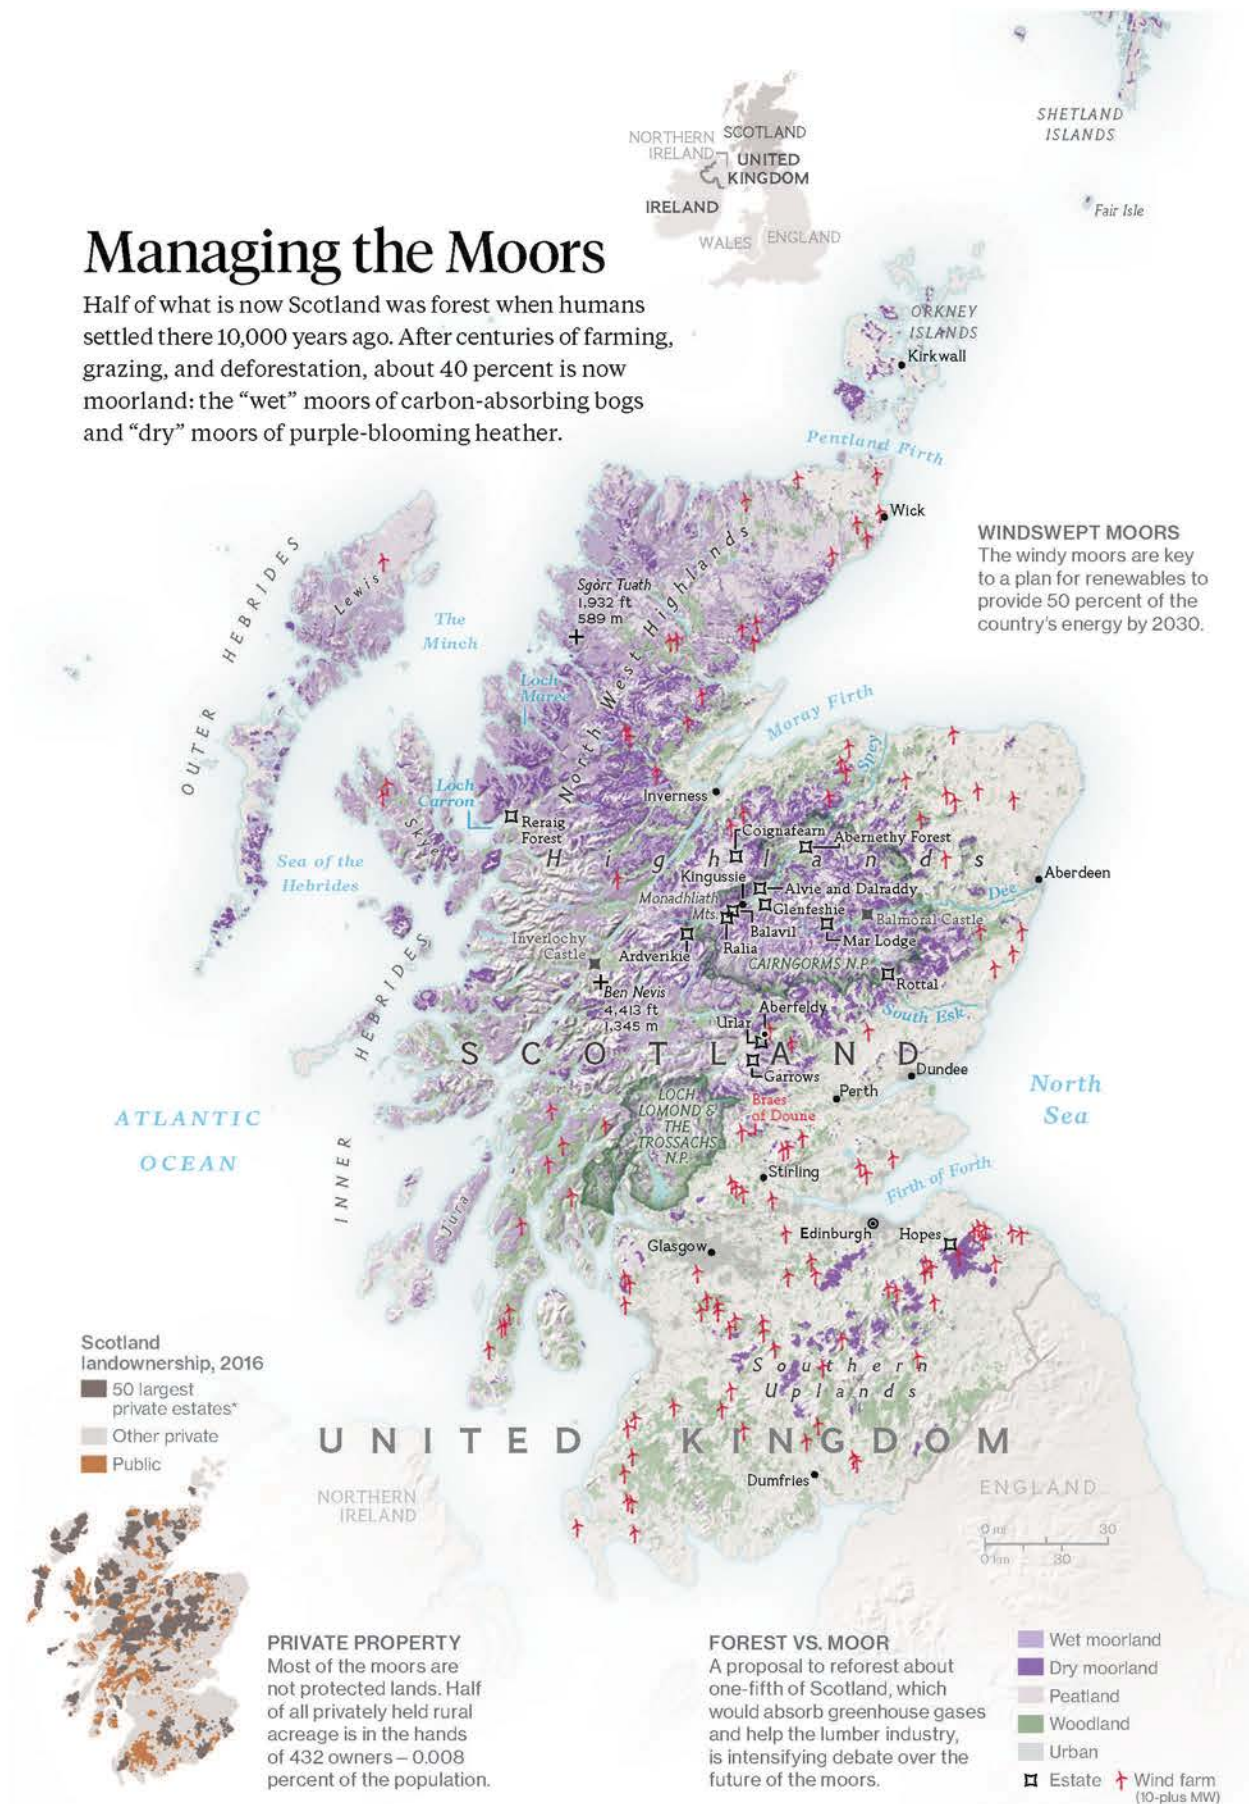 SHETLAND
ISLANDS
Fair Isle
NORTHERN
IRELAND
SCOTLAND
UNITED
KINGDOM
IRELAND
WALES
ENGLAND
Managing the Moors
Half of what is now Scotland was forest when humans
settled there 10,000 years ago. After centuries of farming,
grazing, and deforestation, about 40 percent is now
moorland: the “wet” moors of carbon-absorbing bogs
and “dry” moors of purple-blooming heather.
ORKNEY
ISLANDS
Kirkwall
Pentland Firth
Wick
WINDSWEPT MOORS
The windy moors are key
to a plan for renewables to
provide 50 percent of the
country’s energy by 2030.
OUTER HEBRIDES
Lewis
The
Minch
Sgòrr Tuath
1,932 ft
589 m
North West Highlands
Loch
Maree
Moray Firth
Spey
Loch
Carron
Inverness
Reraig
Forest
Skye
Sea of the
Hebrides
Highlands
Coignafearn
Abernethy Forest
Kingussie
Alvie and Dalraddy
Monadhliath
Mts.
Glenfeshie
Balavil
Balmoral Castle
Dee
Aberdeen
Mar Lodge
Ralia
Ardverikie
Inverlochy
Castle
CAIRNGORMS N.P.
Rottal
Ben Nevis
4,413 ft
1,345 m
Aberfeldy
South Esk
Urlar
Garrows
SCOTLAND
Dundee
Perth
INNER HEBRIDES
ATLANTIC
OCEAN
North
Sea
LOCH
LOMOND &
THE
TROSSACHS
N.P.
Braes
of Doune
Stirling
Firth of Forth
Jura
Glasgow
Edinburgh
Hopes
Southern
Uplands
UNITED KINGDOM
Dumfries
NORTHERN
IRELAND
ENGLAND
0 mi 30
0 km 30
Scotland
landownership, 2016
50 largest
private estates*
Other private
Public
PRIVATE PROPERTY
Most of the moors are
not protected lands. Half
of all privately held rural
acreage is in the hands
of 432 owners – 0.008
percent of the population.
FOREST VS. MOOR
A proposal to reforest about
one-fifth of Scotland, which
would absorb greenhouse gases
and help the lumber industry,
is intensifying debate over the
future of the moors.
Wet moorland
Dry moorland
Peatland
Woodland
Urban
Estate
Wind farm
(10-plus MW)